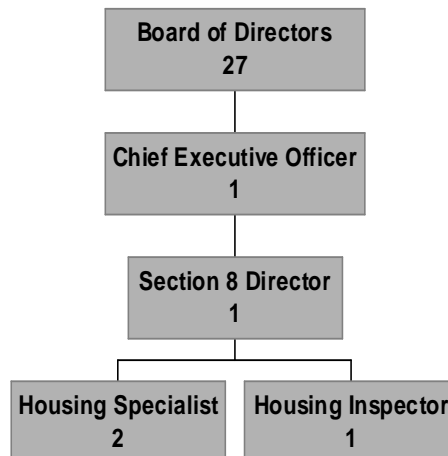 Board of Directors
27
Chief Executive Officer
1
Section 8 Director
1
Housing Specialist
2
Housing Inspector
1